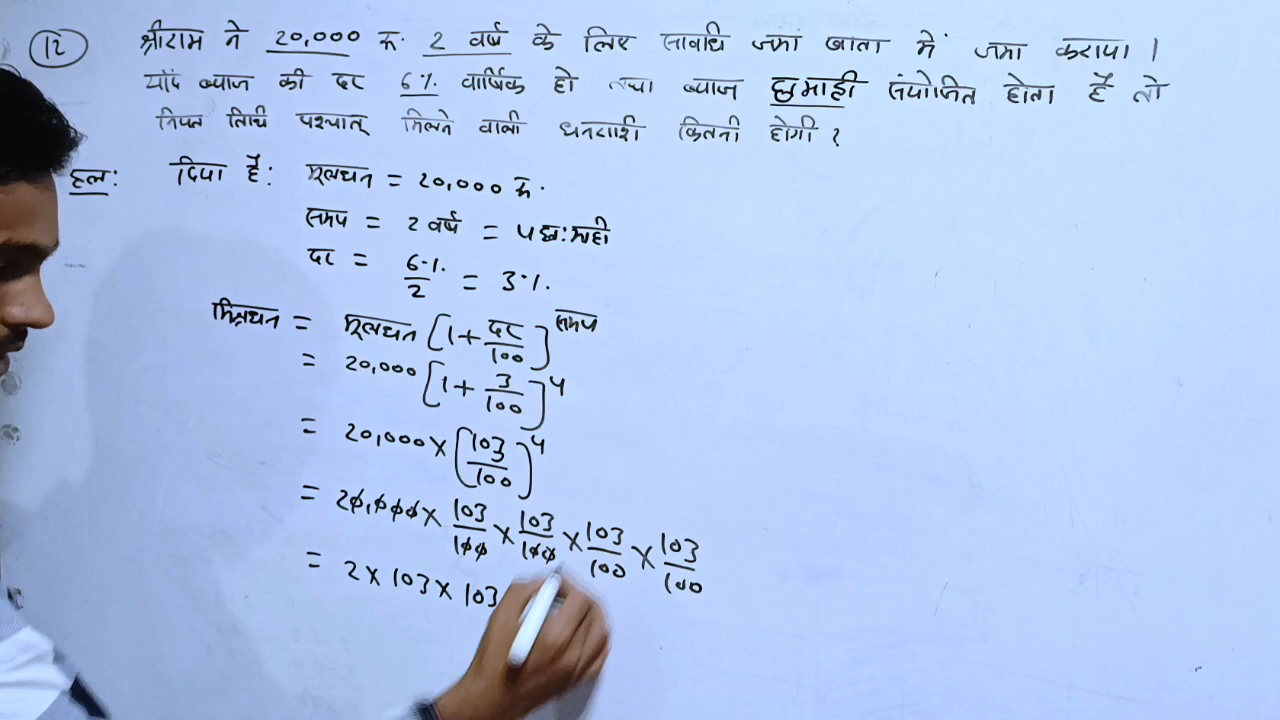 12 श्रीराम ने 20,000 रू. 2 वर्ष के लिए सावधि जमा खाता में जमा कराया ।
यदि ब्याज की दर 6% वार्षिक हो तथा ब्याज छमाही संयोजित होता है तो
नियत तिथि पश्चात् मिलने वाली धनराशी कितनी होगी ?
हल: दिया है: मूलधन = 20,000 रू.
समय = 2 वर्ष = 4 छ:माही
दर = 6%/2 = 3%
मिश्रधन = मूलधन [1 + दर/100]^समय
= 20,000 [1 + 3/100]^4
= 20,000 × [103/100]^4
= 20,000 × 103/100 × 103/100 × 103/100 × 103/100
= 2 × 103 × 103